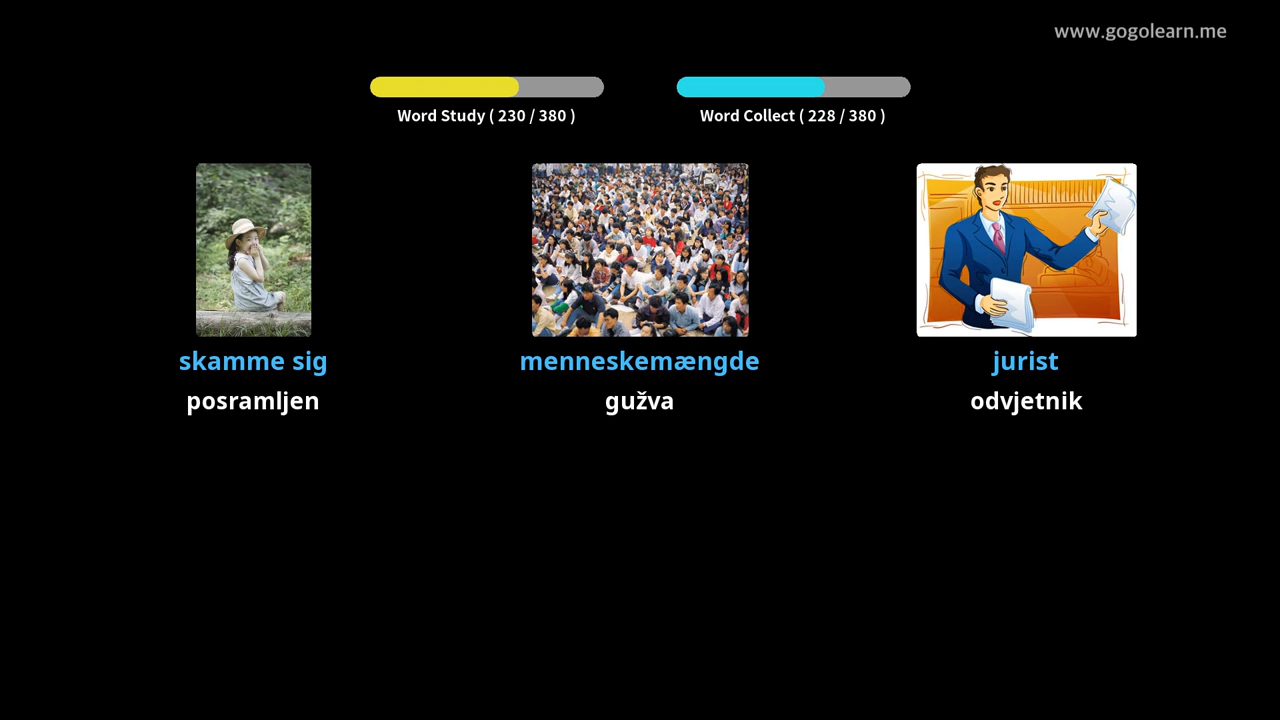 www.gogolearn.me
Word Study ( 230 / 380 )
Word Collect ( 228 / 380 )
skamme sig
posramljen
menneskemængde
gužva
jurist
odvjetnik